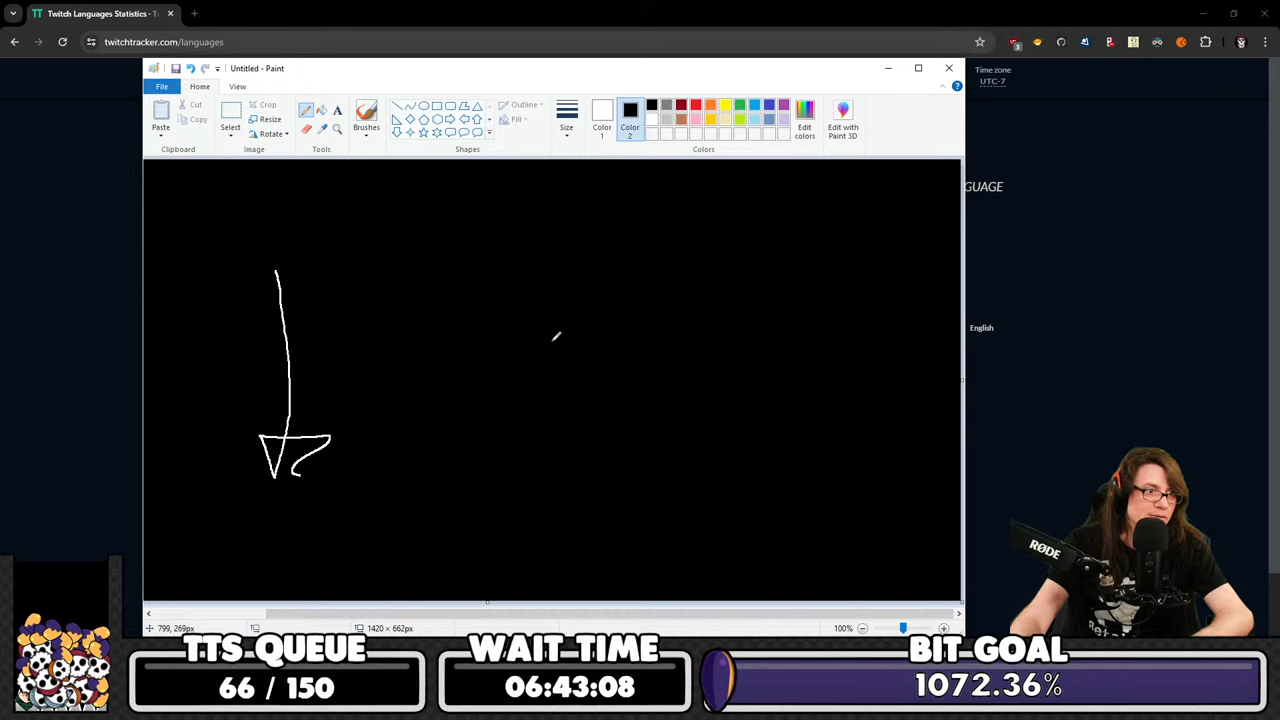 Twitch Languages Statistics - Tw
twitchtracker.com/languages
Time zone
UTC-7
GUAGE
English
Untitled - Paint
File
Home
View
Paste
Cut
Copy
Clipboard
Select
Crop
Resize
Rotate
Image
Tools
Brushes
Shapes
Outline
Fill
Size
Color 1
Color 2
Edit colors
Edit with Paint 3D
Colors
799, 269px
1420 × 662px
100%
RØDE
TTS QUEUE
66 / 150
WAIT TIME
06:43:08
BIT GOAL
1072.36%